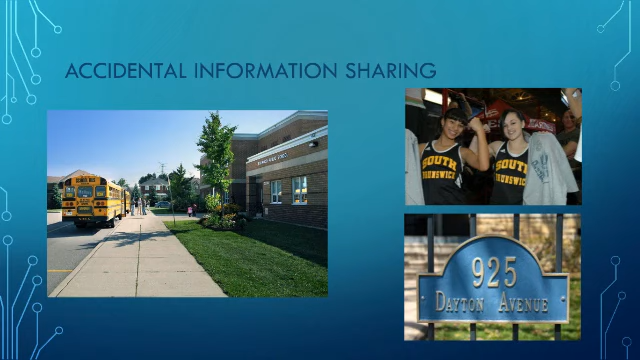 ACCIDENTAL INFORMATION SHARING
SOUTH
BRUNSWICK
SOUTH
BRUNSWICK
925
DAYTON AVENUE